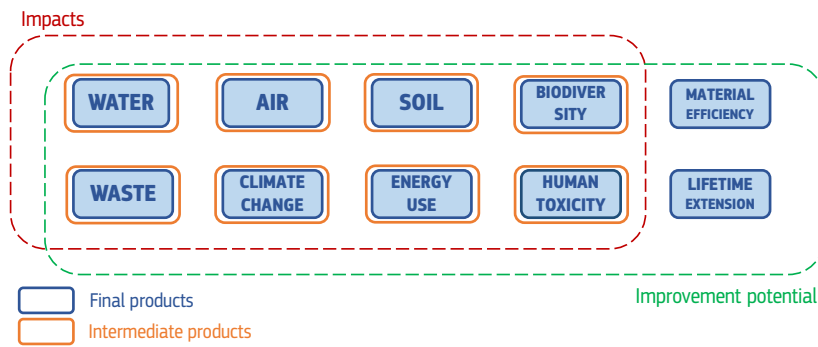 Impacts
WATER
AIR
SOIL
BIODIVER
SITY
MATERIAL
EFFICIENCY
WASTE
CLIMATE
CHANGE
ENERGY
USE
HUMAN
TOXICITY
LIFETIME
EXTENSION
Final products
Improvement potential
Intermediate products